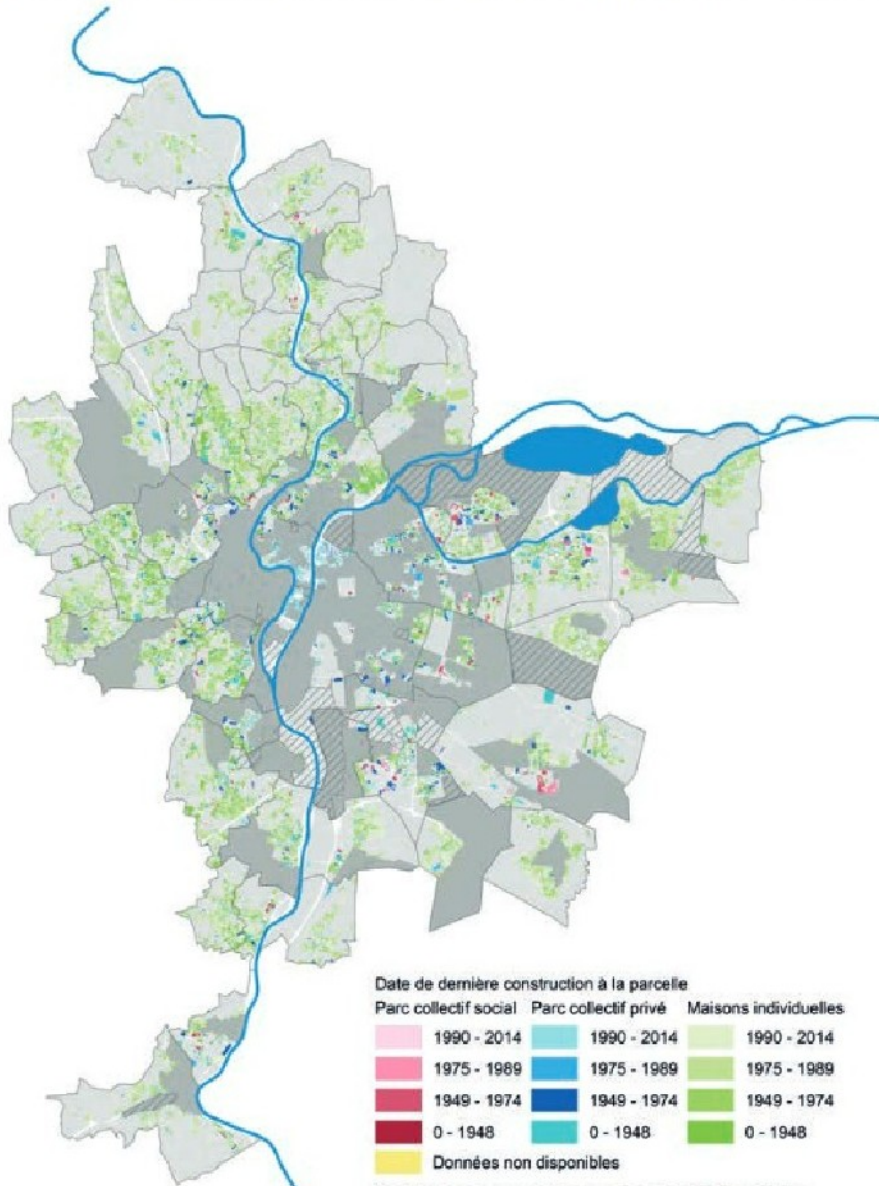 Date de dernière construction à la parcelle
Parc collectif social Parc collectif privé Maisons individuelles
1990 - 2014 1990 - 2014 1990 - 2014
1975 - 1989 1975 - 1989 1975 - 1989
1949 - 1974 1949 - 1974 1949 - 1974
0 - 1948 0 - 1948 0 - 1948
Données non disponibles